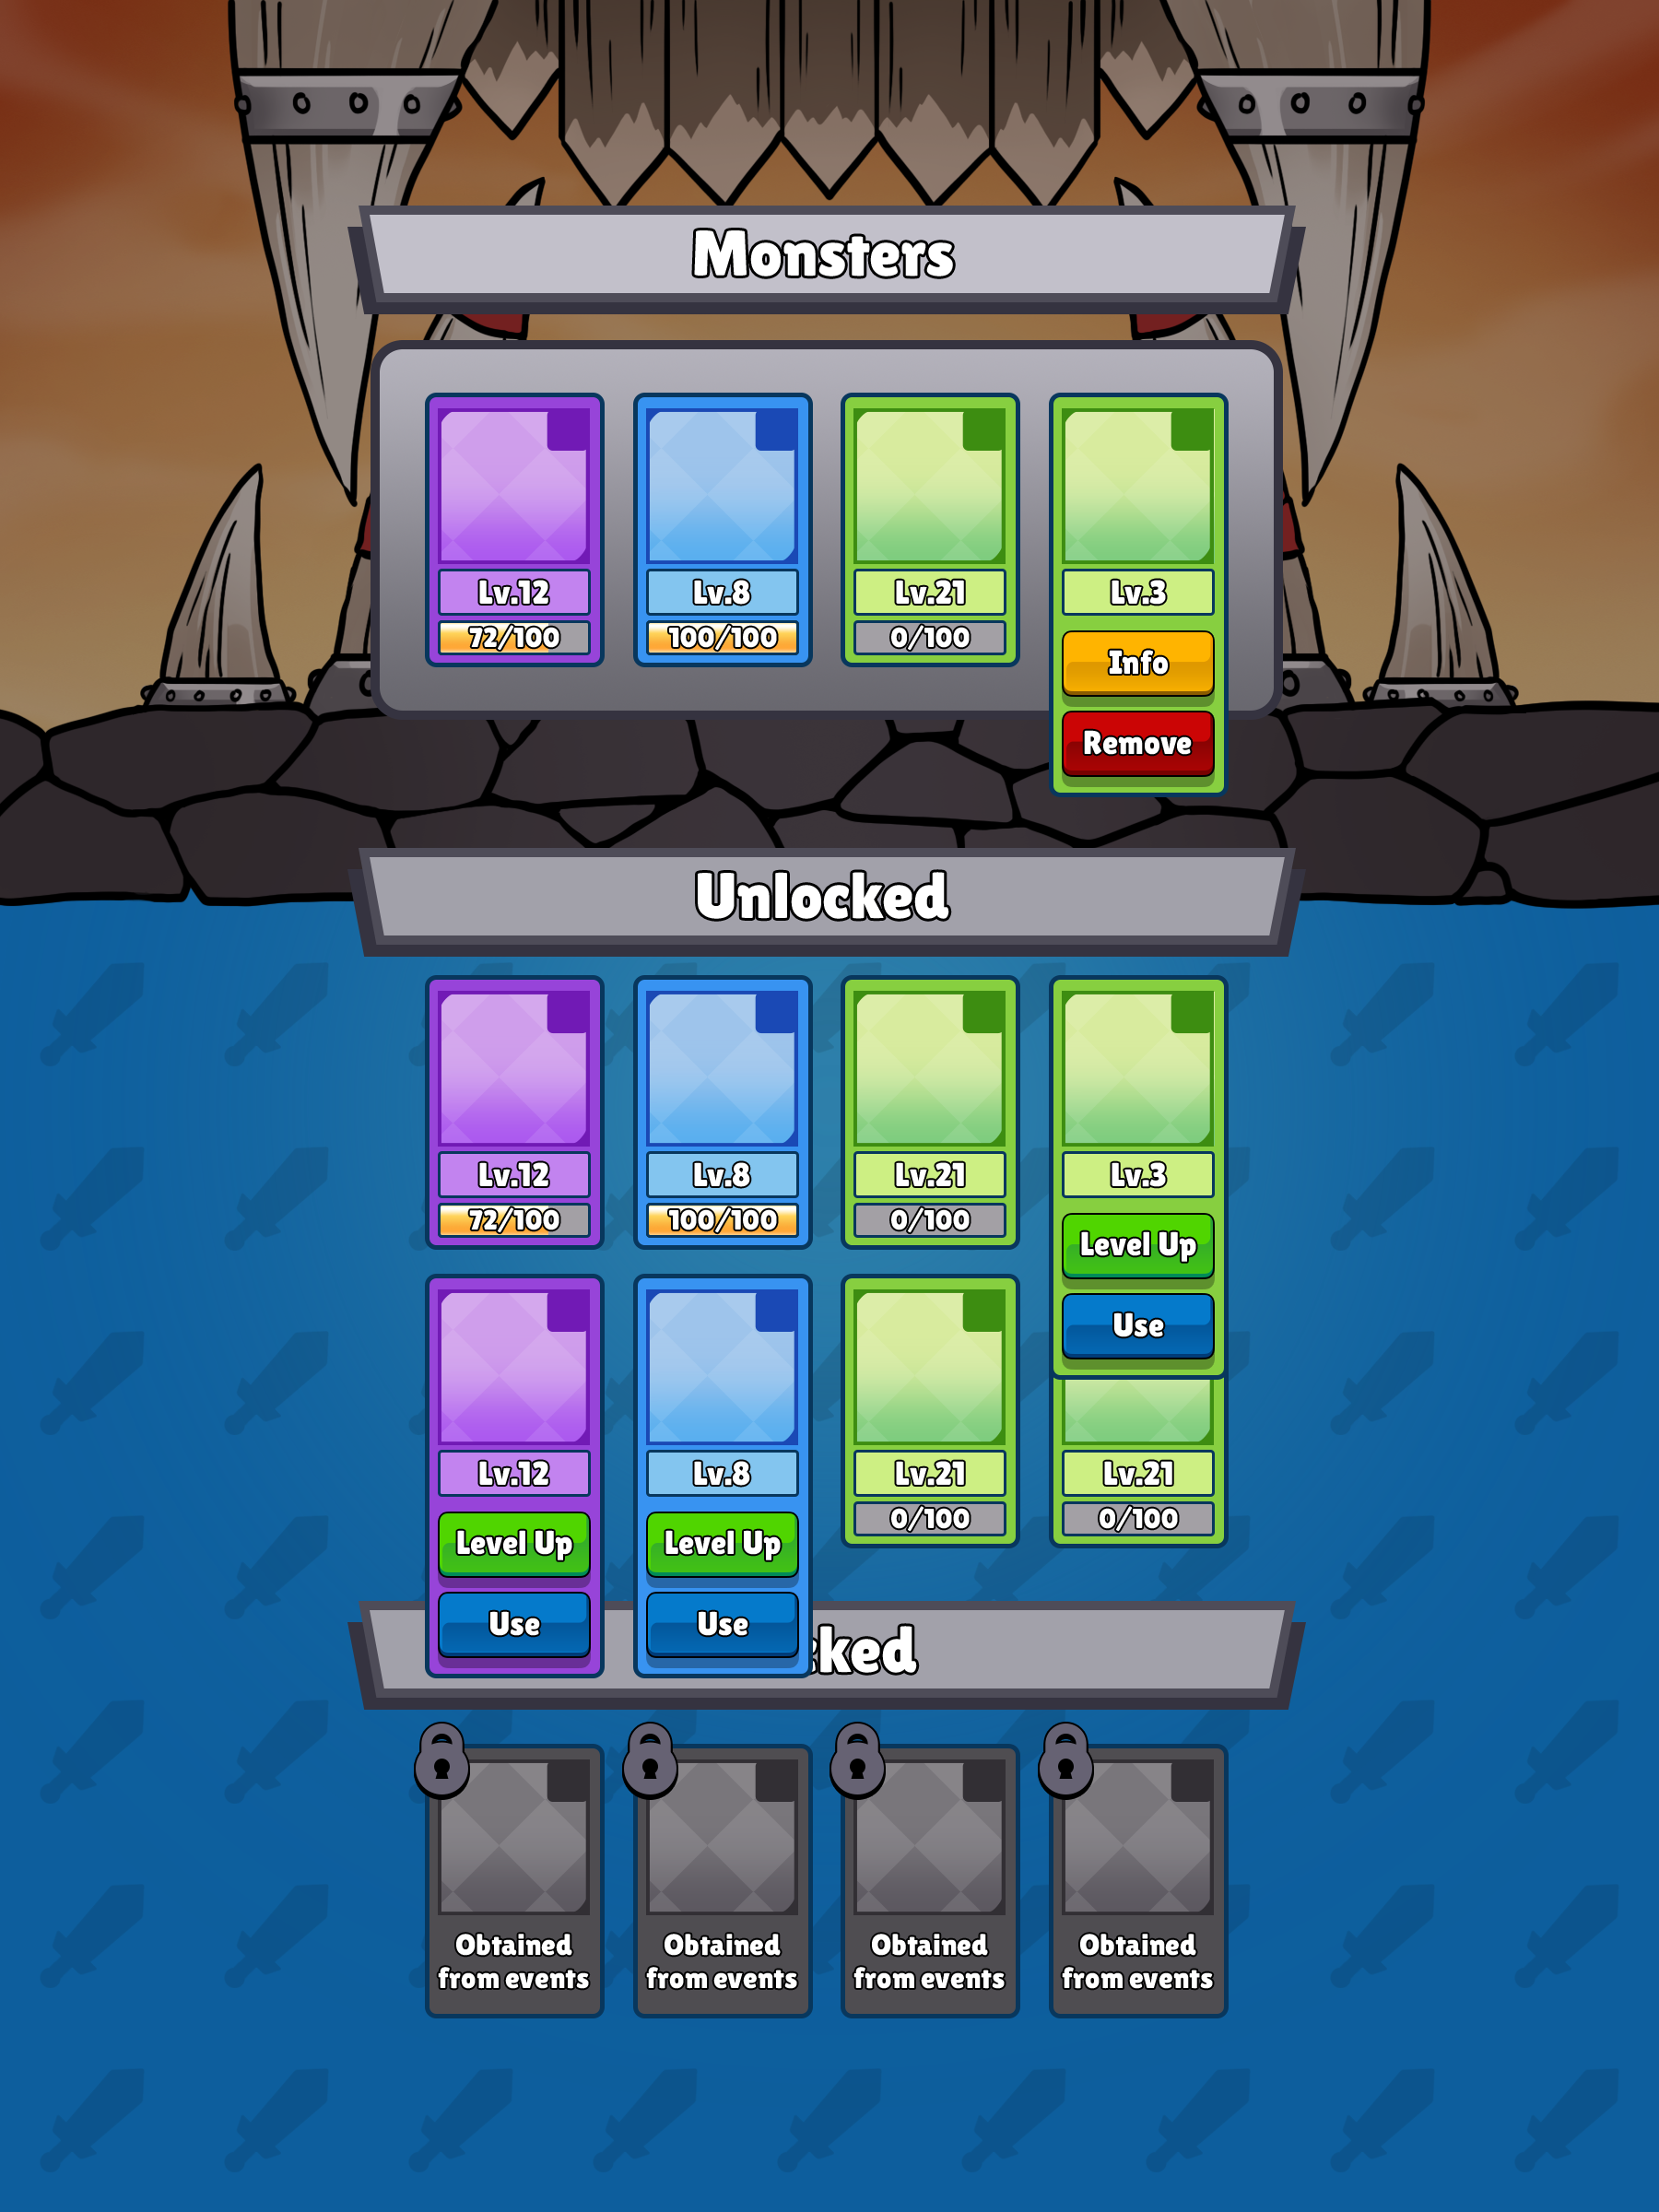 Monsters
Lv.12
Lv.8
Lv.21
Lv.3
72/100
100/100
0/100
Info
Remove
Unlocked
Lv.12
Lv.8
Lv.21
Lv.3
72/100
100/100
0/100
Level Up
Use
Lv.12
Lv.8
Lv.21
Lv.21
Level Up
Level Up
0/100
0/100
Use
Use
ked
Obtained
from events
Obtained
from events
Obtained
from events
Obtained
from events